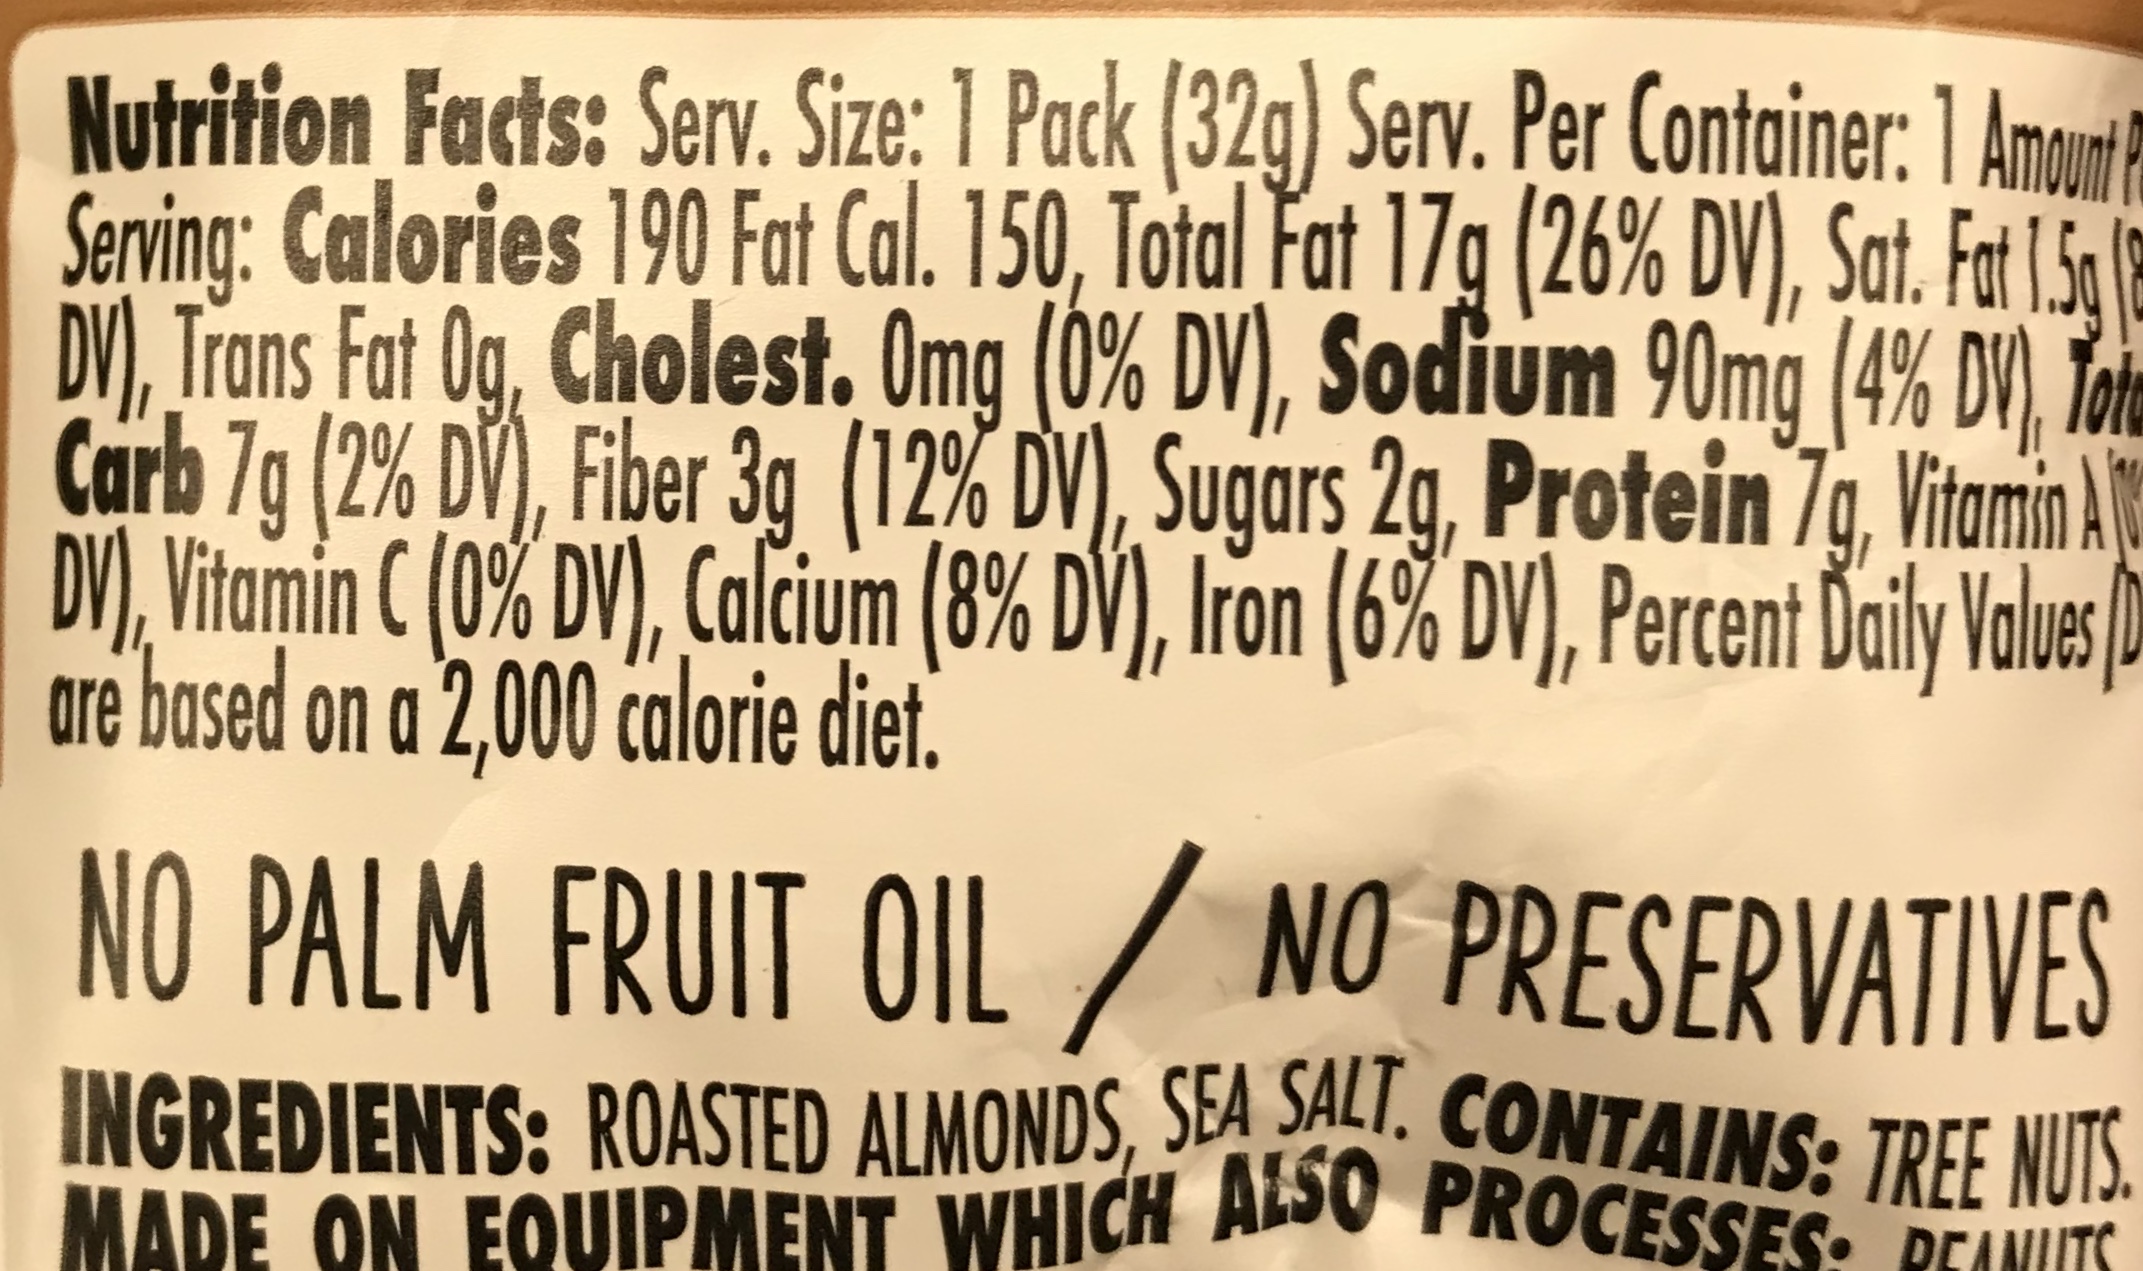 Nutrition Facts: Serv. Size: 1 Pack (32g) Serv. Per Container: 1 Amount
Serving: Calories 190 Fat Cal. 150, Total Fat 17g (26% DV), Sat. Fat 1.5g (8
DV), Trans Fat 0g, Cholest. 0mg (0% DV), Sodium 90mg (4% DV), Tota
Carb 7g (2% DV), Fiber 3g (12% DV), Sugars 2g, Protein 7g, Vitamin A
DV), Vitamin C (0% DV), Calcium (8% DV), Iron (6% DV), Percent Daily Values (D
are based on a 2,000 calorie diet.
NO PALM FRUIT OIL / NO PRESERVATIVES
INGREDIENTS: ROASTED ALMONDS, SEA SALT. CONTAINS: TREE NUTS.
MADE ON EQUIPMENT WHICH ALSO PROCESSES: PEANUTS